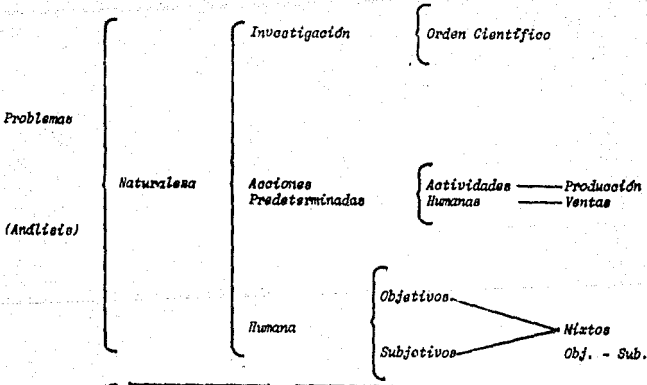 Investigación
Orden Científico
Problemas
Naturaleza
Acciones
Predeterminadas
Actividades
Humanas
Producción
Ventas
(Análisis)
Objetivos
Humana
Mixtos
Subjetivos
Obj. - Sub.